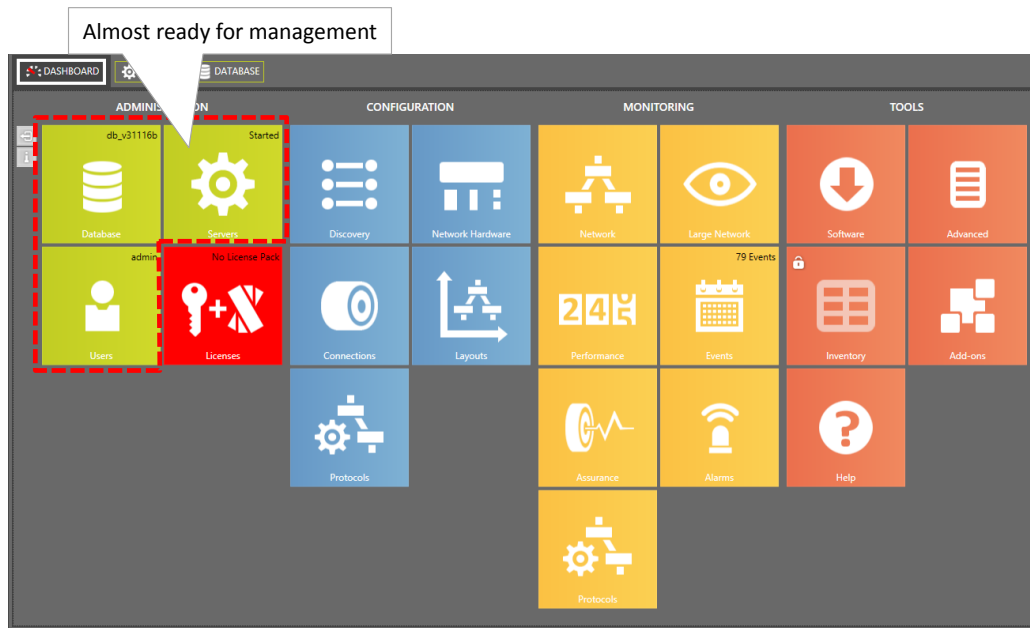 Almost ready for management
DASHBOARD
DATABASE
ADMINIS ON
CONFIGURATION
MONITORING
TOOLS
db_v31116b
Started
Database
Servers
Discovery
Network Hardware
Network
Large Network
Software
Advanced
admin
No License Pack
79 Events
24
Users
Licenses
Connections
Layouts
Performance
Events
Inventory
Add-ons
Protocols
Assurance
Alarms
Help
Protocols